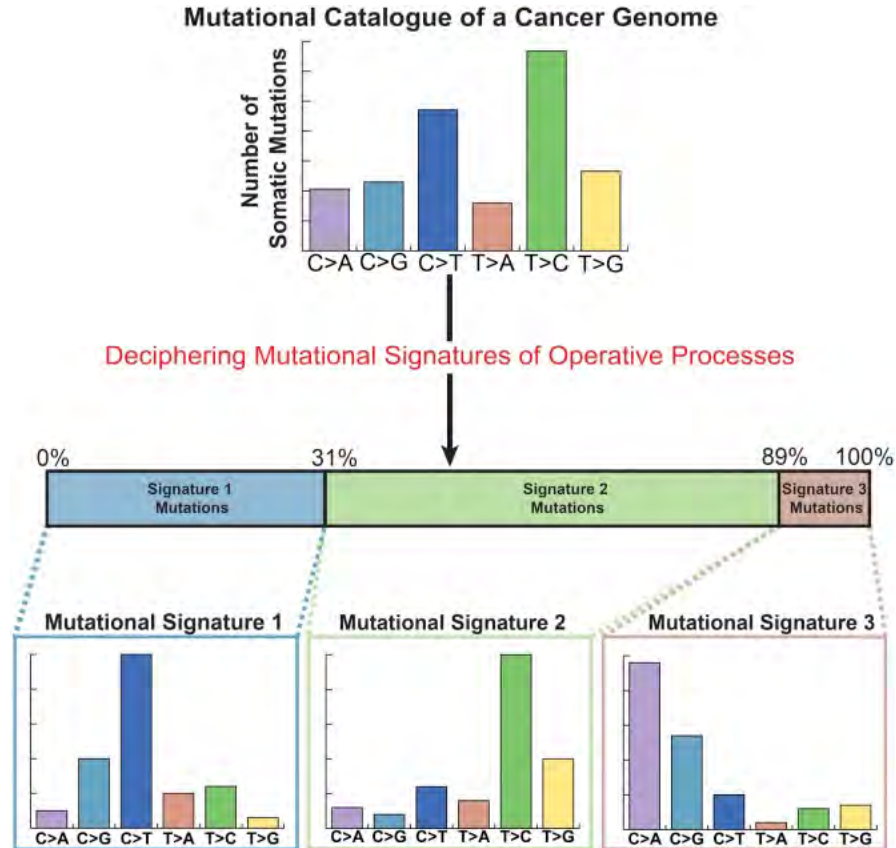 Mutational Catalogue of a Cancer Genome
Number of
Somatic Mutations
C>A C>G C>T T>A T>C T>G
Deciphering Mutational Signatures of Operative Processes
0% 31% 89% 100%
Signature 1
Mutations
Signature 2
Mutations
Signature 3
Mutations
Mutational Signature 1
C>A C>G C>T T>A T>C T>G
Mutational Signature 2
C>A C>G C>T T>A T>C T>G
Mutational Signature 3
C>A C>G C>T T>A T>C T>G